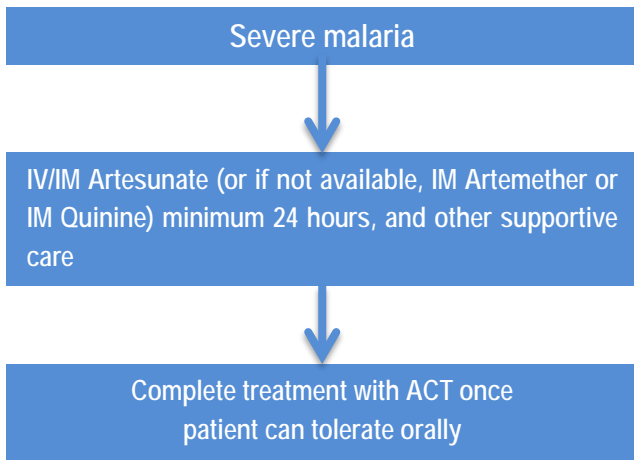 Severe malaria
IV/IM Artesunate (or if not available, IM Artemether or
IM Quinine) minimum 24 hours, and other supportive
care
Complete treatment with ACT once
patient can tolerate orally